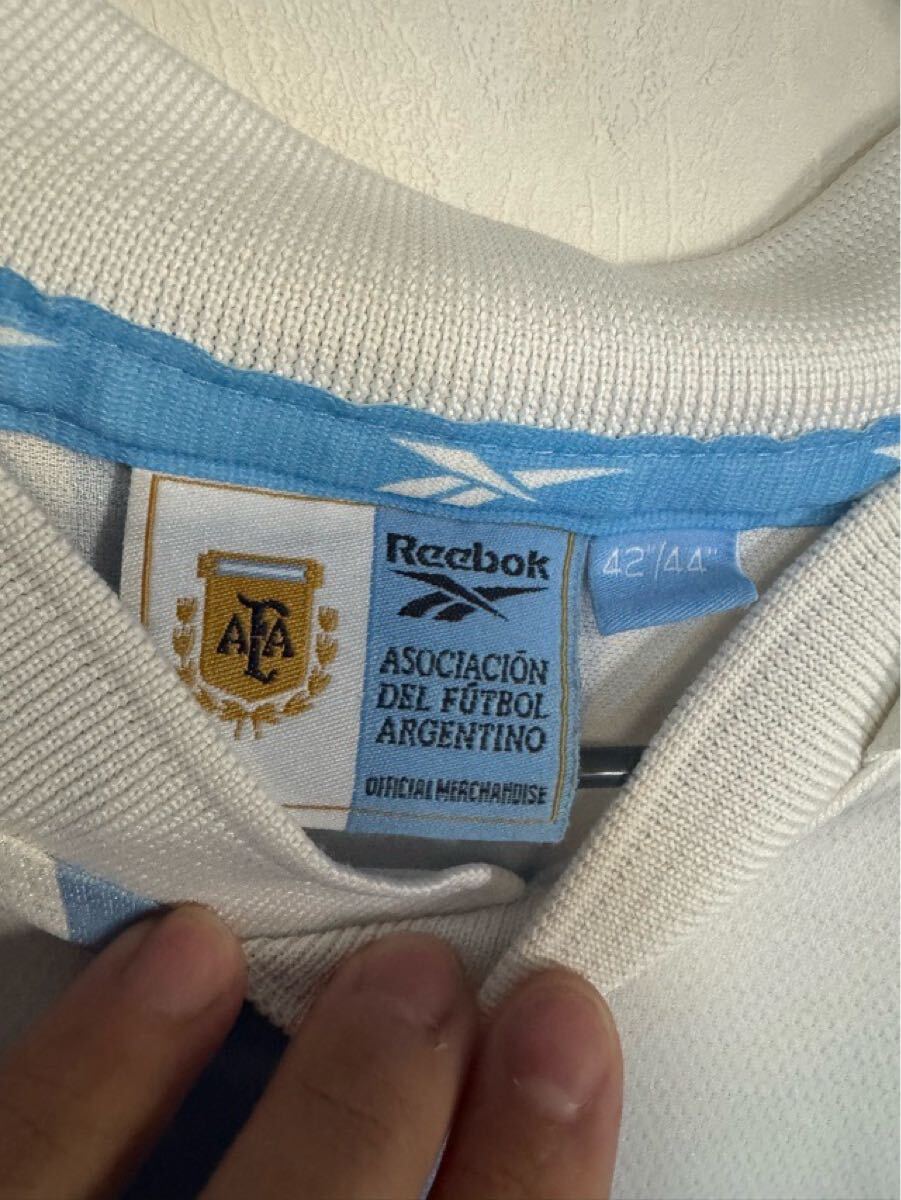 AFA
Reebok
ASOCIACIÓN
DEL FÚTBOL
ARGENTINO
OFFICIAL MERCHANDISE
42"/44"